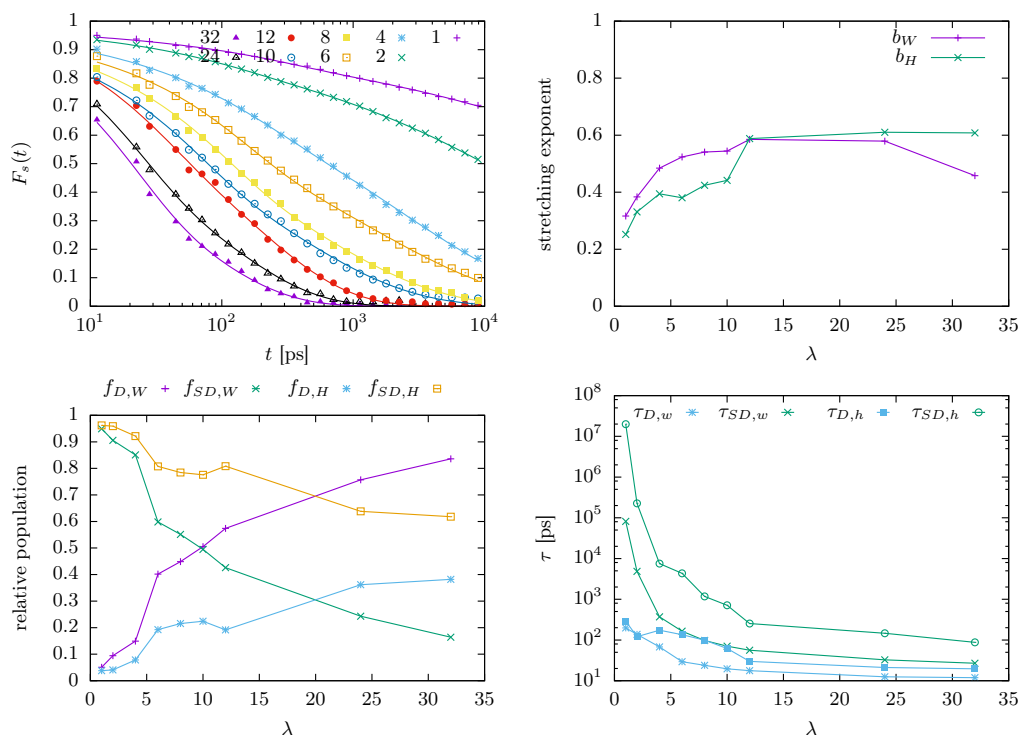 32 12 8 4 1
24 10 6 2
1
0.9
0.8
0.7
0.6
0.5
0.4
0.3
0.2
0.1
0
F_s(t)
10^1 10^2 10^3 10^4
t [ps]
b_W
b_H
1
0.8
0.6
0.4
0.2
0
stretching exponent
0 5 10 15 20 25 30 35
λ
f_{D,W} f_{SD,W} f_{D,H} f_{SD,H}
1
0.9
0.8
0.7
0.6
0.5
0.4
0.3
0.2
0.1
0
relative population
0 5 10 15 20 25 30 35
λ
τ_{D,w} τ_{SD,w} τ_{D,h} τ_{SD,h}
10^8
10^7
10^6
10^5
10^4
10^3
10^2
10^1
τ [ps]
0 5 10 15 20 25 30 35
λ